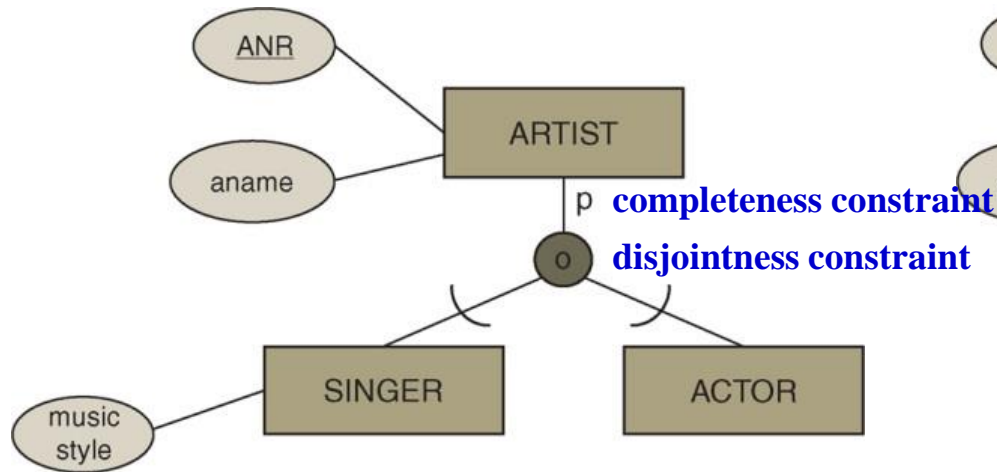 ANR
ARTIST
aname
p completeness constraint
o disjointness constraint
SINGER
ACTOR
music
style